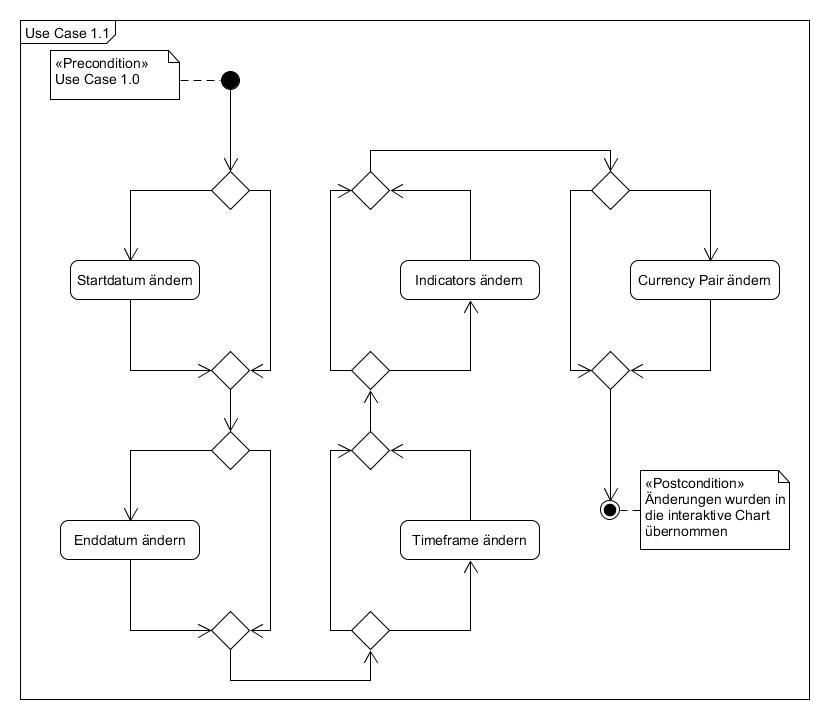 Use Case 1.1
«Precondition»
Use Case 1.0
Startdatum ändern
Indicators ändern
Currency Pair ändern
Enddatum ändern
Timeframe ändern
«Postcondition»
Änderungen wurden in
die interaktive Chart
übernommen